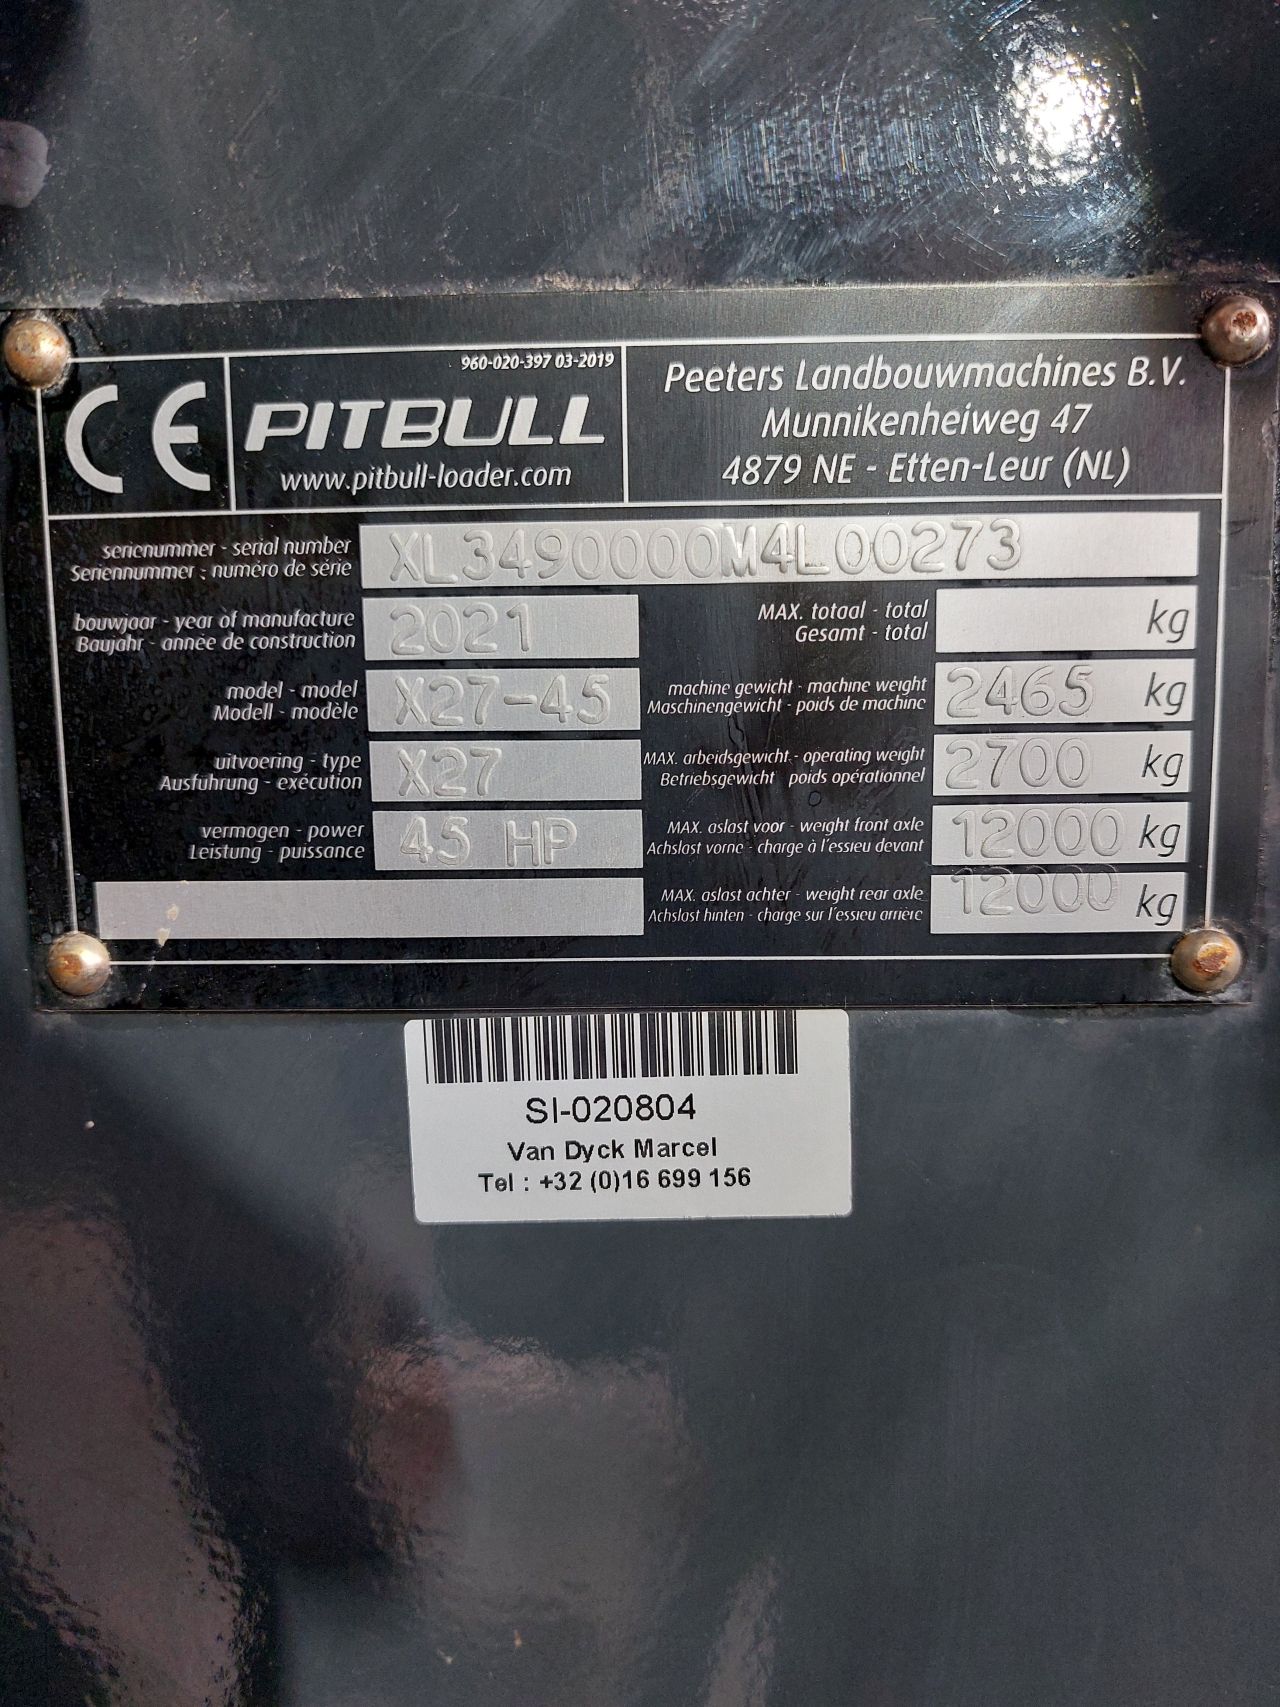 CE
960-020-397 03-2019
PITBULL
www.pitbull-loader.com
Peeters Landbouwmachines B.V.
Munnikenheiweg 47
4879 NE - Etten-Leur (NL)
serienummer - serial number
Seriennummer - numéro de série
XL3490000M4L00273
bouwjaar - year of manufacture
Baujahr - année de construction
2021
MAX. totaal - total
Gesamt - total
kg
model - model
Modell - modèle
X27-45
machine gewicht - machine weight
Maschinengewicht - poids de machine
2465 kg
uitvoering - type
Ausführung - exécution
X27
MAX. arbeidsgewicht - operating weight
Betriebsgewicht poids opérationnel
2700 kg
vermogen - power
Leistung - puissance
45 HP
MAX. aslast voor - weight front axle
Achslast vorne - charge à l'essieu devant
12000 kg
MAX. aslast achter - weight rear axle
Achslast hinten - charge sur l'essieu arrière
12000 kg
SI-020804
Van Dyck Marcel
Tel : +32 (0)16 699 156